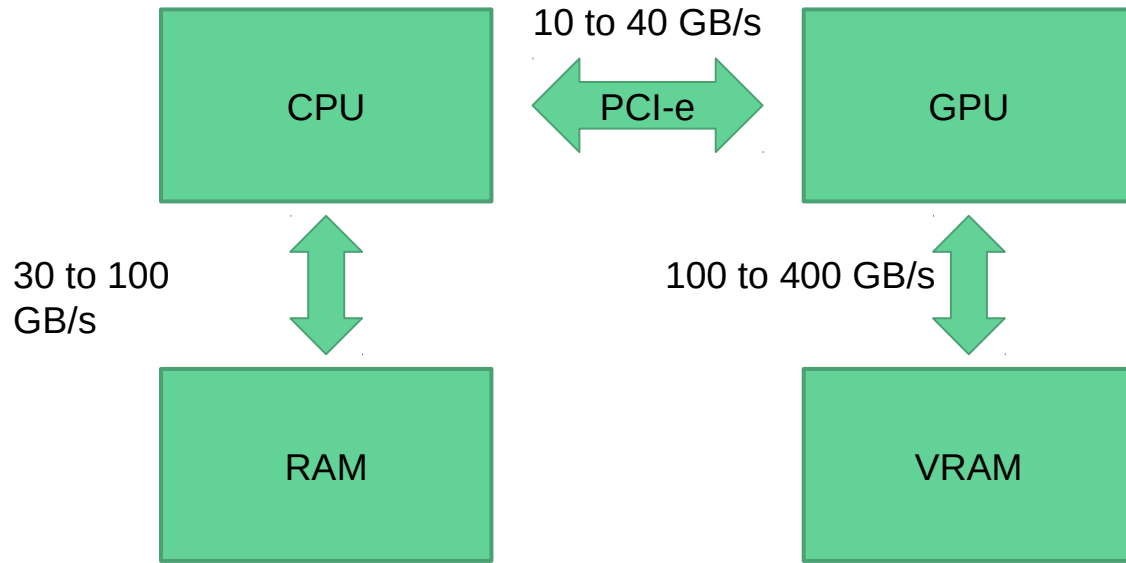 10 to 40 GB/s
CPU
PCI-e
GPU
30 to 100
GB/s
100 to 400 GB/s
RAM
VRAM